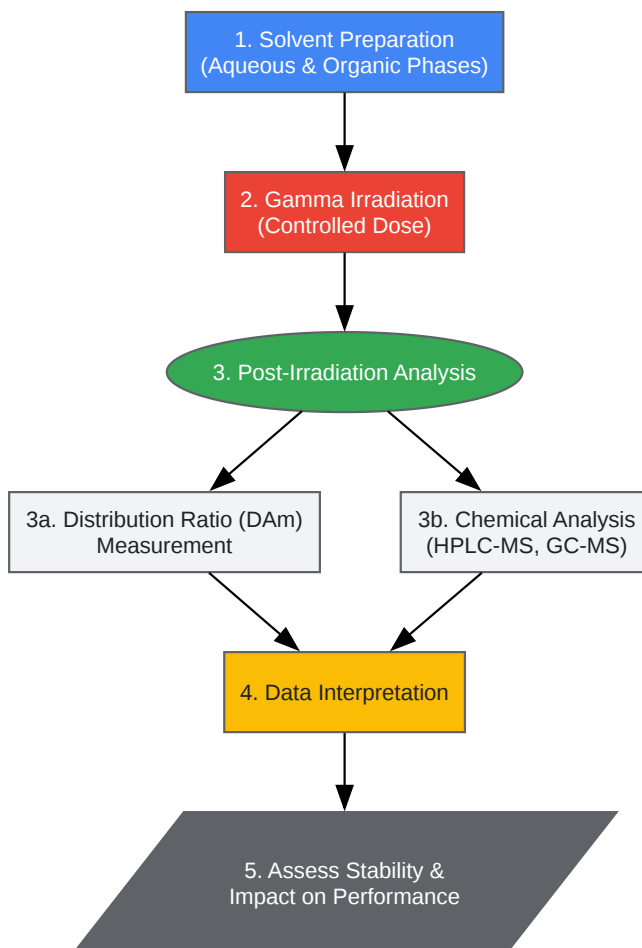 1. Solvent Preparation
(Aqueous & Organic Phases)
2. Gamma Irradiation
(Controlled Dose)
3. Post-Irradiation Analysis
3a. Distribution Ratio (DAm)
Measurement
3b. Chemical Analysis
(HPLC-MS, GC-MS)
4. Data Interpretation
5. Assess Stability &
Impact on Performance